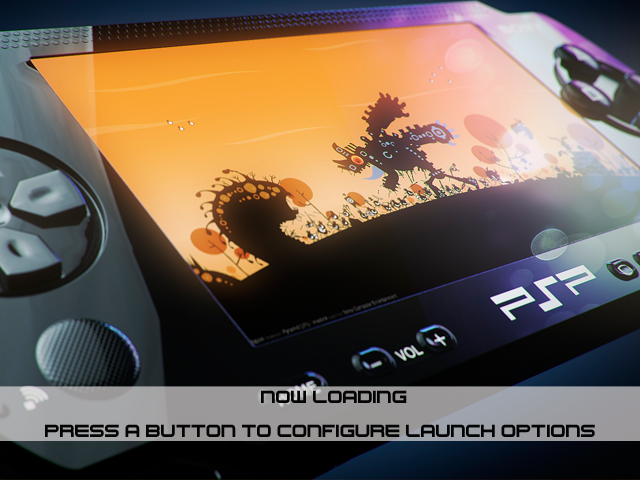 PSP
VOL
NOW LOADING
PRESS A BUTTON TO CONFIGURE LAUNCH OPTIONS